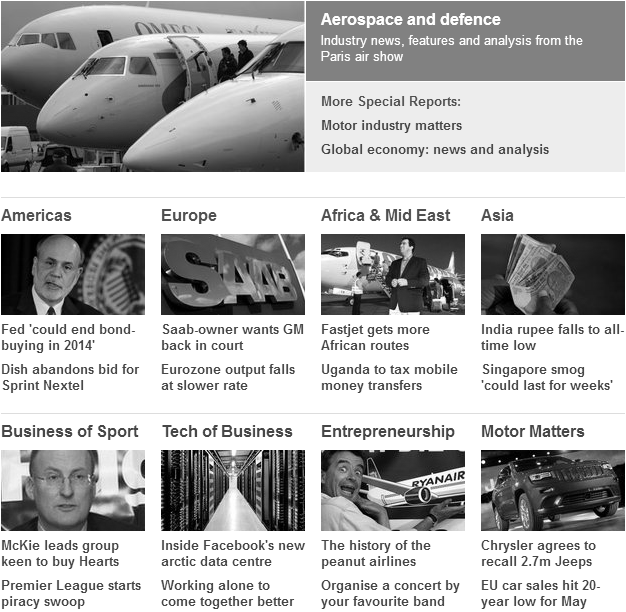 OMEGA
Aerospace and defence
Industry news, features and analysis from the
Paris air show
More Special Reports:
Motor industry matters
Global economy: news and analysis
Americas
Europe
Africa & Mid East
Asia
SAAB
Fed 'could end bond-
buying in 2014'
Saab-owner wants GM
back in court
Fastjet gets more
African routes
India rupee falls to all-
time low
Dish abandons bid for
Sprint Nextel
Eurozone output falls
at slower rate
Uganda to tax mobile
money transfers
Singapore smog
'could last for weeks'
Business of Sport
Tech of Business
Entrepreneurship
Motor Matters
RYANAIR
McKie leads group
keen to buy Hearts
Inside Facebook's new
arctic data centre
The history of the
peanut airlines
Chrysler agrees to
recall 2.7m Jeeps
Premier League starts
piracy swoop
Working alone to
come together better
Organise a concert by
your favourite band
EU car sales hit 20-
year low for May